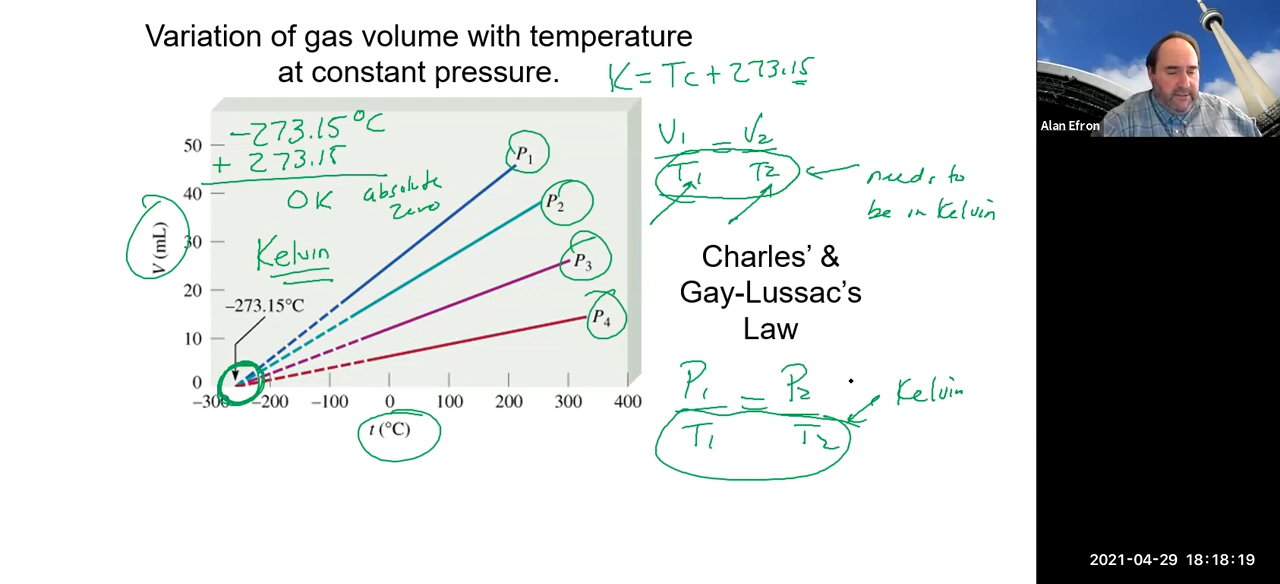 Variation of gas volume with temperature
at constant pressure.
K = Tc + 273.15
-273.15°C
+ 273.15
0K absolute
zero
Kelvin
–273.15°C
V (mL)
50
40
30
20
10
0
–300 –200 –100 0 100 200 300 400
t (°C)
P1
P2
P3
P4
V1 = V2
T1 T2
needs to
be in Kelvin
Charles' &
Gay-Lussac's
Law
P1 = P2
T1 T2
Kelvin
Alan Efron
2021-04-29 18:18:19